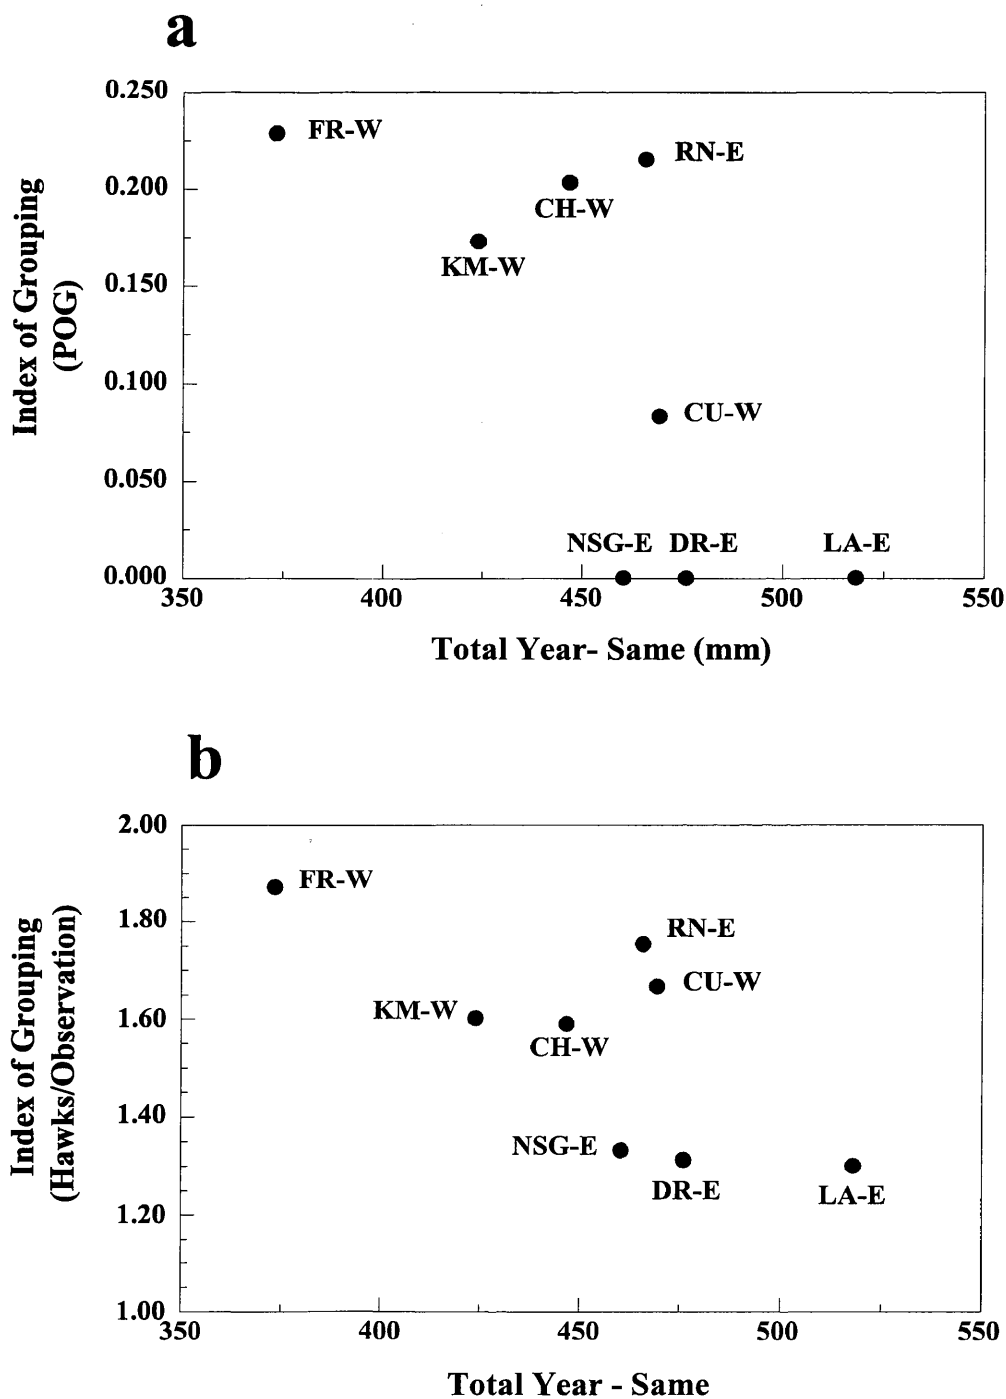 a
0.250
FR-W
RN-E
0.200
CH-W
KM-W
0.150
Index of Grouping
(POG)
0.100
CU-W
0.050
NSG-E DR-E LA-E
0.000
350 400 450 500 550
Total Year- Same (mm)
b
2.00
FR-W
1.80
RN-E
CU-W
KM-W
1.60
CH-W
Index of Grouping
(Hawks/Observation)
1.40
NSG-E
DR-E
LA-E
1.20
1.00
350 400 450 500 550
Total Year - Same